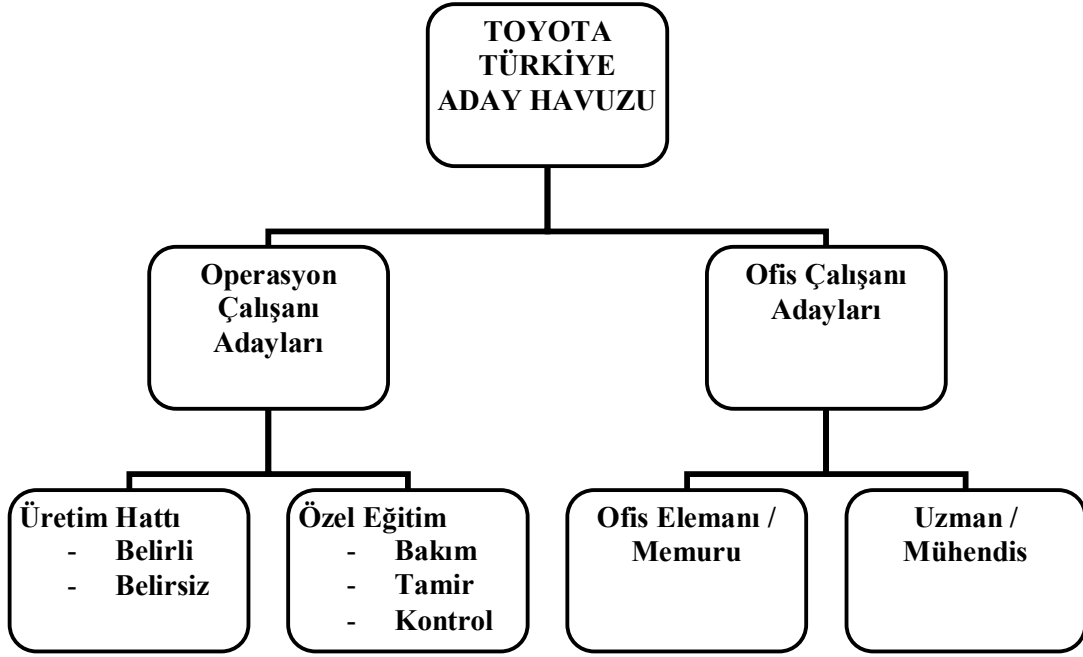 TOYOTA
TÜRKİYE
ADAY HAVUZU
Operasyon
Çalışanı
Adayları
Ofis Çalışanı
Adayları
Üretim Hattı
- Belirli
- Belirsiz
Özel Eğitim
- Bakım
- Tamir
- Kontrol
Ofis Elemanı /
Memuru
Uzman /
Mühendis